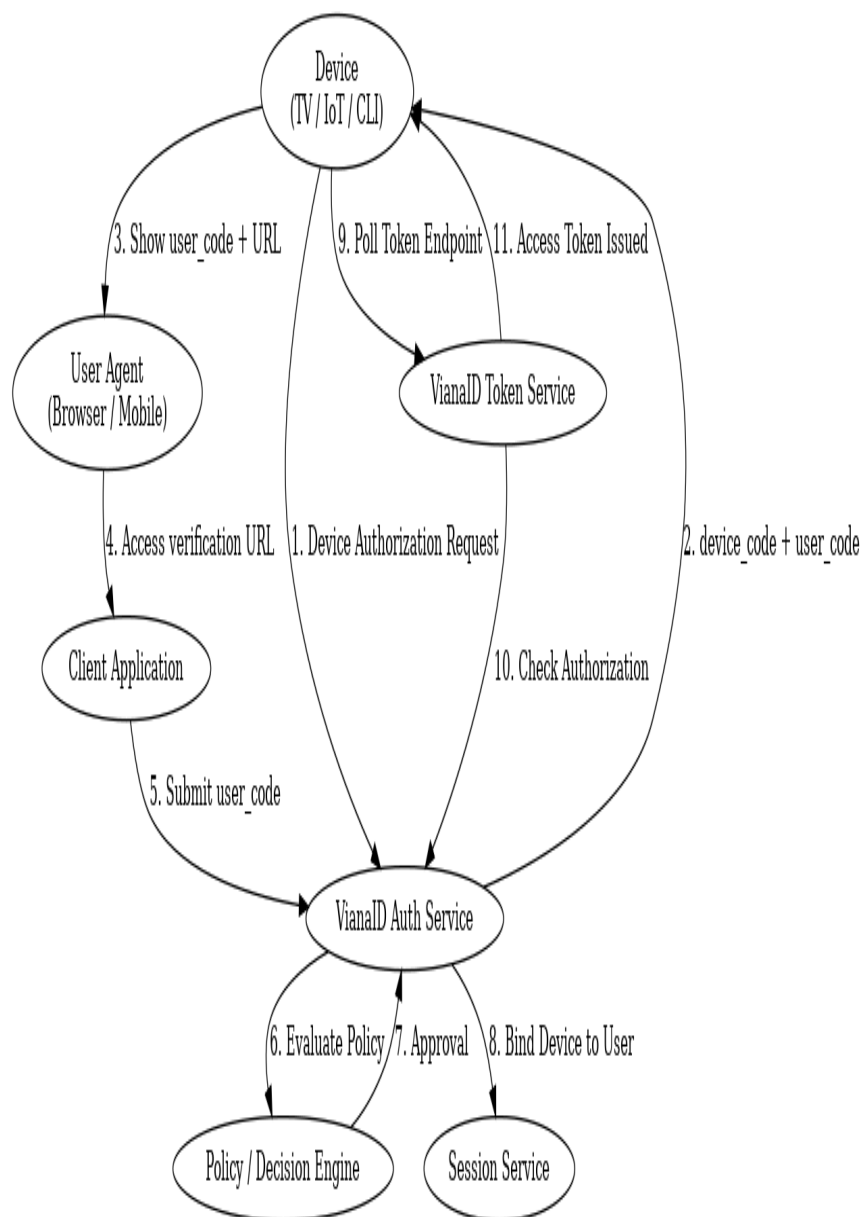 Device
(TV / IoT / CLI)
3. Show user_code + URL
9. Poll Token Endpoint
11. Access Token Issued
User Agent
(Browser / Mobile)
VianaID Token Service
4. Access verification URL
1. Device Authorization Request
2. device_code + user_code
Client Application
10. Check Authorization
5. Submit user_code
VianaID Auth Service
6. Evaluate Policy
7. Approval
8. Bind Device to User
Policy / Decision Engine
Session Service